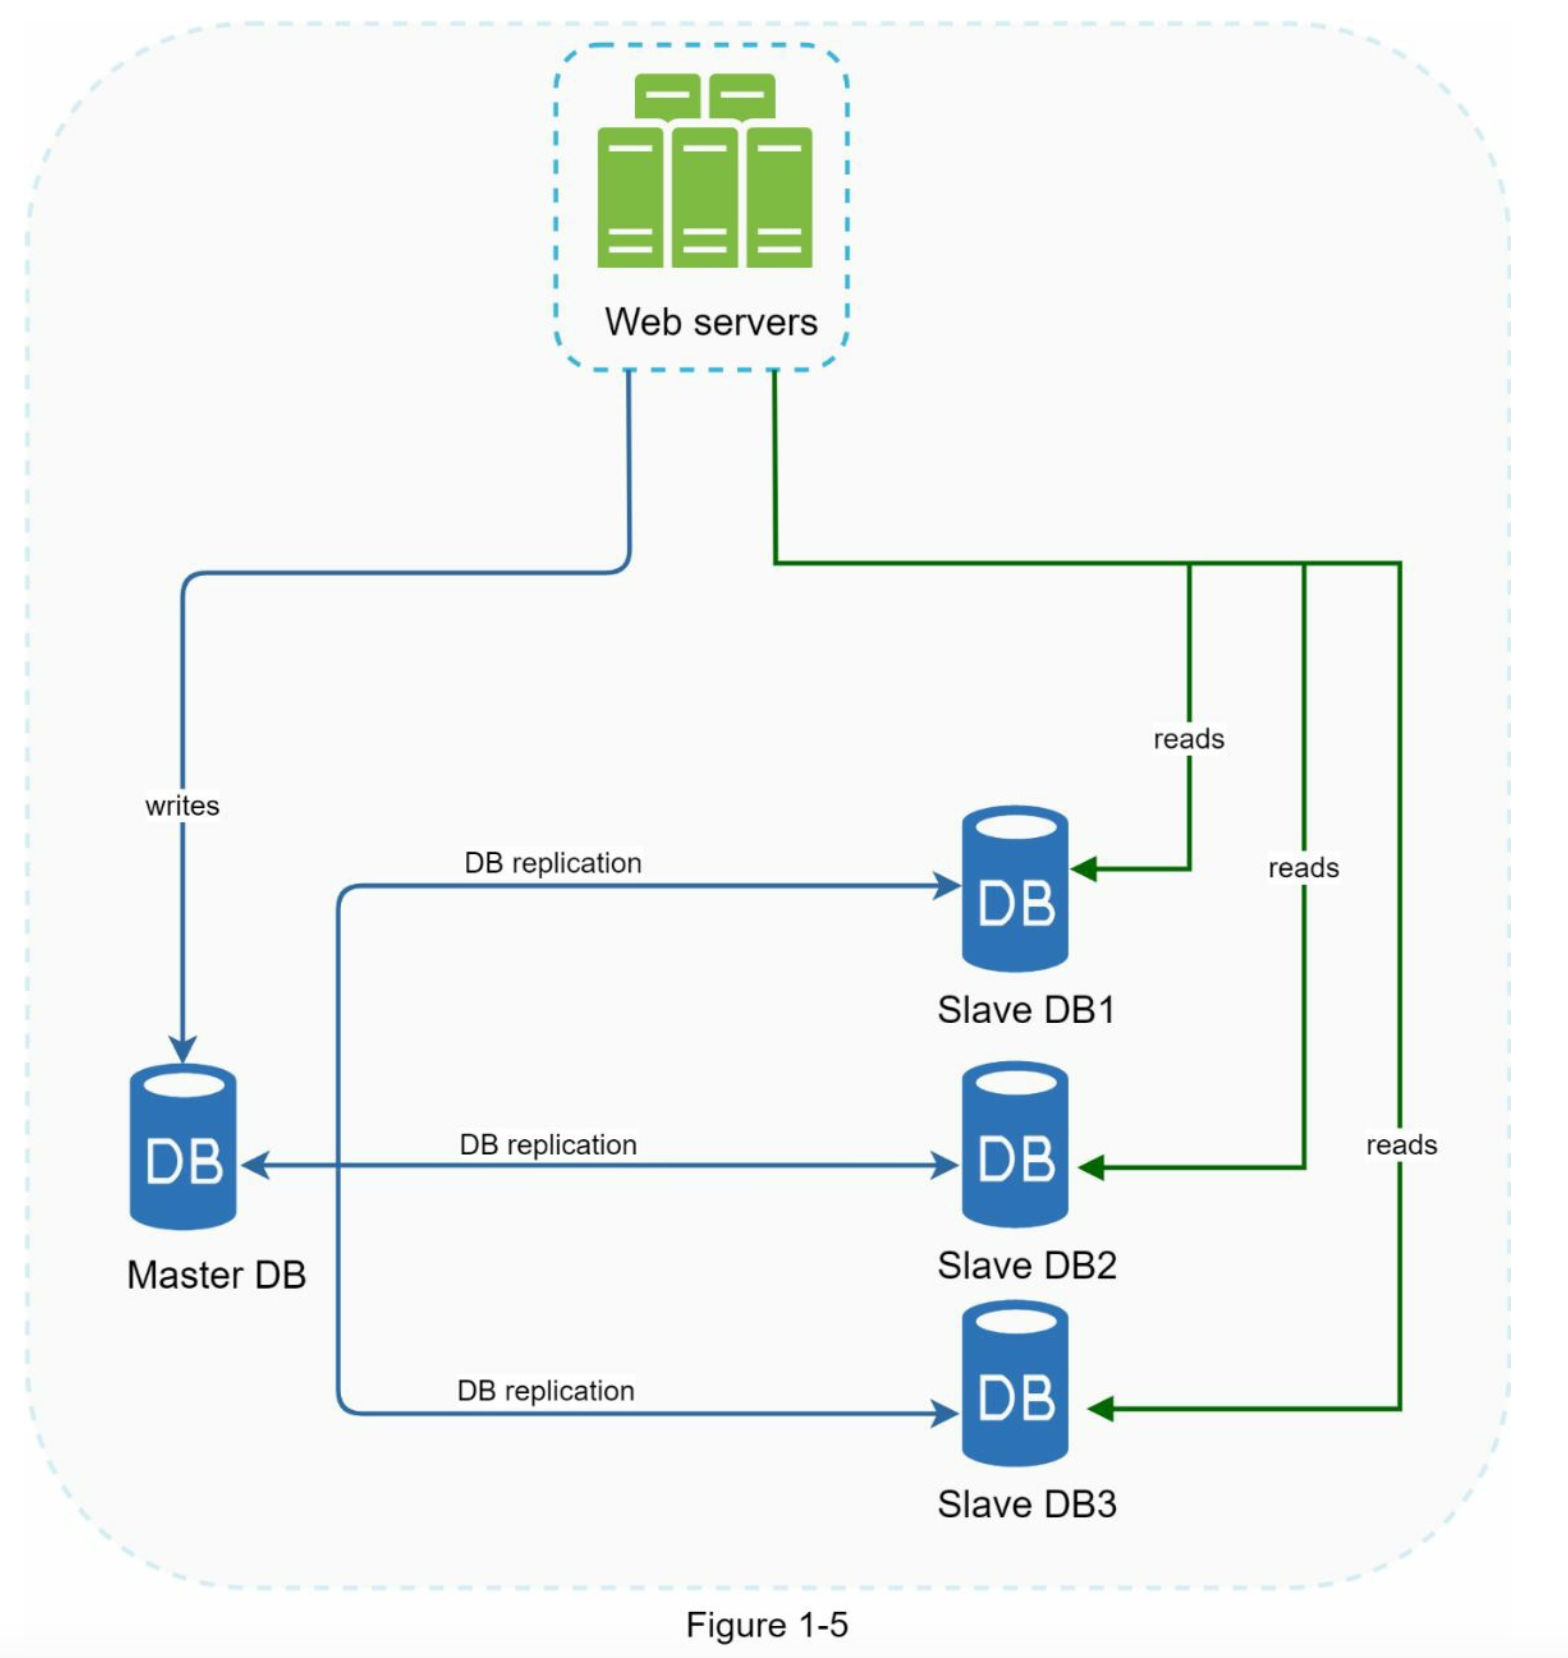 Web servers
reads
writes
DB replication
reads
DB
Slave DB1
DB replication
reads
DB
DB
Master DB
Slave DB2
DB replication
DB
Slave DB3
Figure 1-5